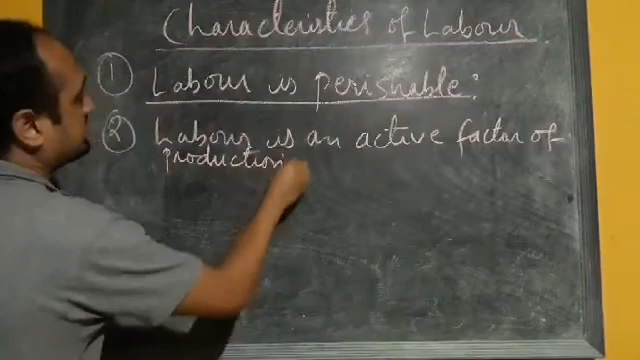 Characteristics of Labour
① Labour is perishable:
② Labour is an active factor of
production